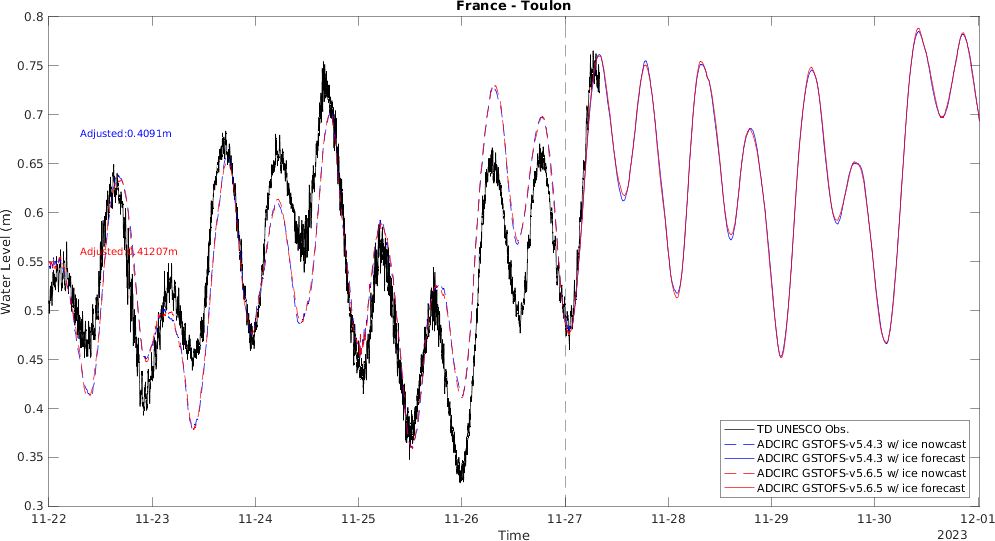 France - Toulon
0.8
0.75
0.7
0.65
0.6
0.55
0.5
0.45
0.4
0.35
0.3
Water Level (m)
Adjusted:0.4091m
Adjusted:0.41207m
TD UNESCO Obs.
ADCIRC GSTOFS-v5.4.3 w/ ice nowcast
ADCIRC GSTOFS-v5.4.3 w/ ice forecast
ADCIRC GSTOFS-v5.6.5 w/ ice nowcast
ADCIRC GSTOFS-v5.6.5 w/ ice forecast
11-22 11-23 11-24 11-25 11-26 11-27 11-28 11-29 11-30 12-01
Time
2023